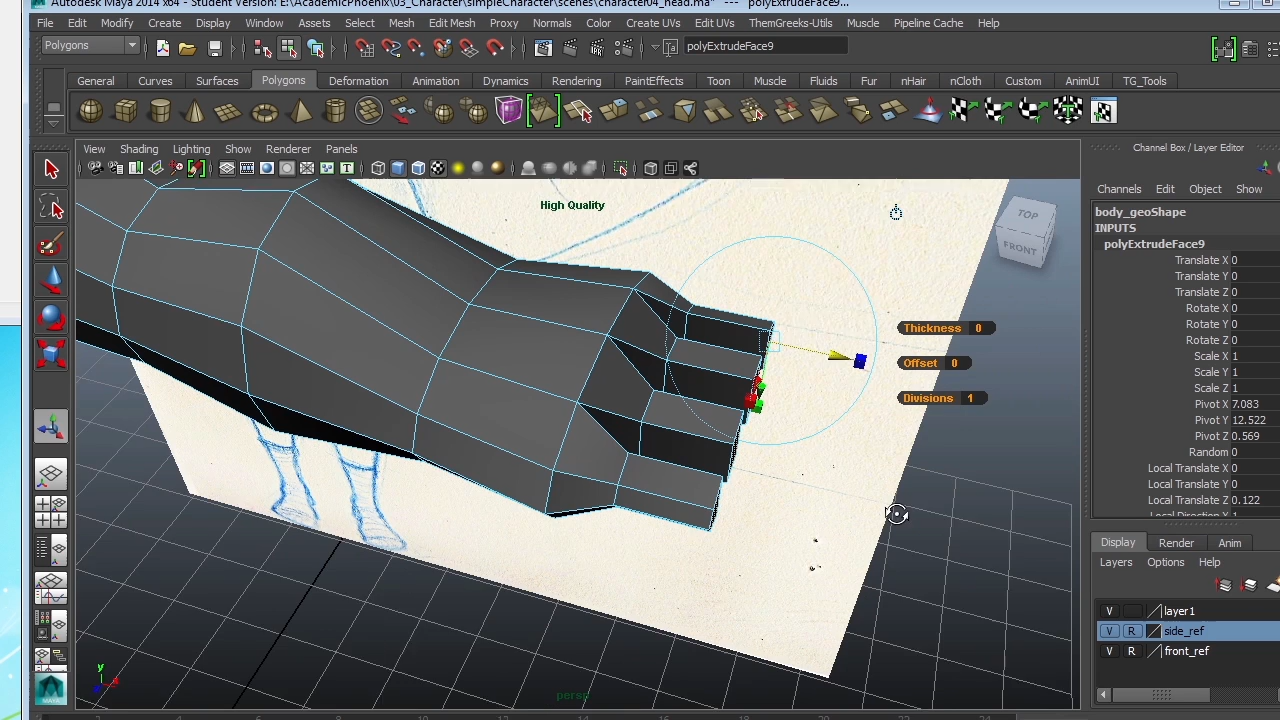 Autodesk Maya 2014 x64 - Student Version: E:\AcademicPhoenix\03_Character\simpleCharacter\scenes\character04_head.ma* --- polyExtrudeFace9...
File Edit Modify Create Display Window Assets Select Mesh Edit Mesh Proxy Normals Color Create UVs Edit UVs ThemGreeks-Utils Muscle Pipeline Cache Help
Polygons polyExtrudeFace9
General Curves Surfaces Polygons Deformation Animation Dynamics Rendering PaintEffects Toon Muscle Fluids Fur nHair nCloth Custom AnimUI TG_Tools
View Shading Lighting Show Renderer Panels
Channel Box / Layer Editor
Channels Edit Object Show
High Quality
TOP
FRONT
body_geoShape
INPUTS
polyExtrudeFace9
Translate X 0
Translate Y 0
Translate Z 0
Rotate X 0
Rotate Y 0
Rotate Z 0
Scale X 1
Scale Y 1
Scale Z 1
Pivot X 7.083
Pivot Y 12.522
Pivot Z 0.569
Random 0
Local Translate X 0
Local Translate Y 0
Local Translate Z 0.122
Local Direction X 1
Thickness 0
Offset 0
Divisions 1
Display Render Anim
Layers Options Help
V layer1
V R side_ref
V R front_ref
y
persp
MAYA